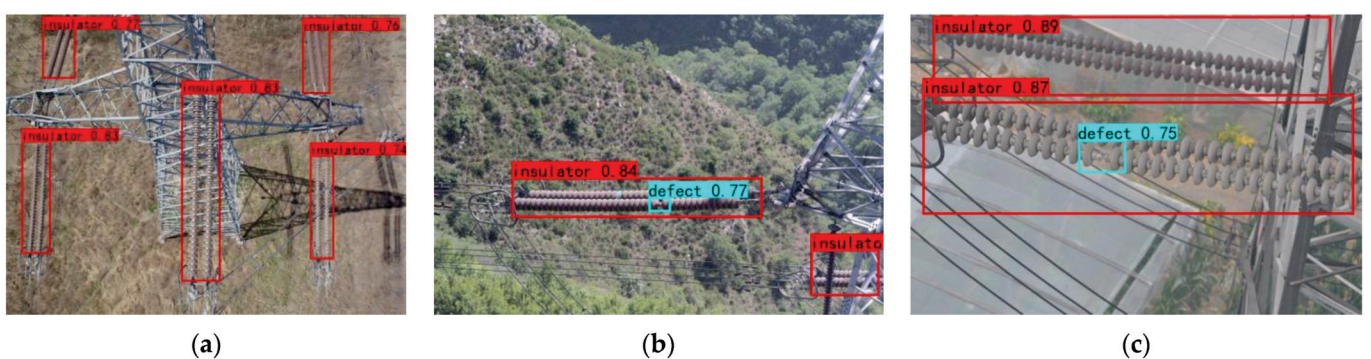 insulator 0.77
insulator 0.76
insulator 0.83
insulator 0.83
insulator 0.74
insulator 0.84
defect 0.77
insulato
insulator 0.89
insulator 0.87
defect 0.75
(a)
(b)
(c)